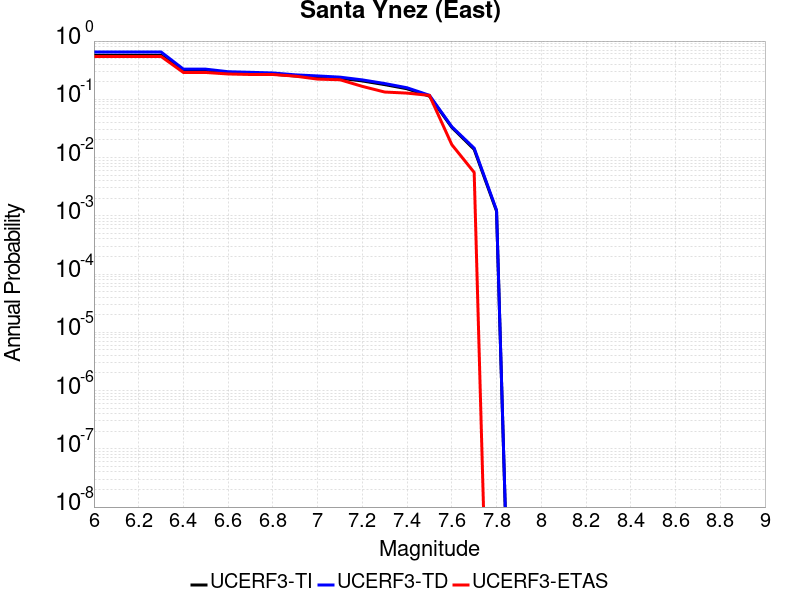 Santa Ynez (East)
10^0
10^-1
10^-2
10^-3
10^-4
10^-5
10^-6
10^-7
10^-8
Annual Probability
6 6.2 6.4 6.6 6.8 7 7.2 7.4 7.6 7.8 8 8.2 8.4 8.6 8.8 9
Magnitude
UCERF3-TI UCERF3-TD UCERF3-ETAS